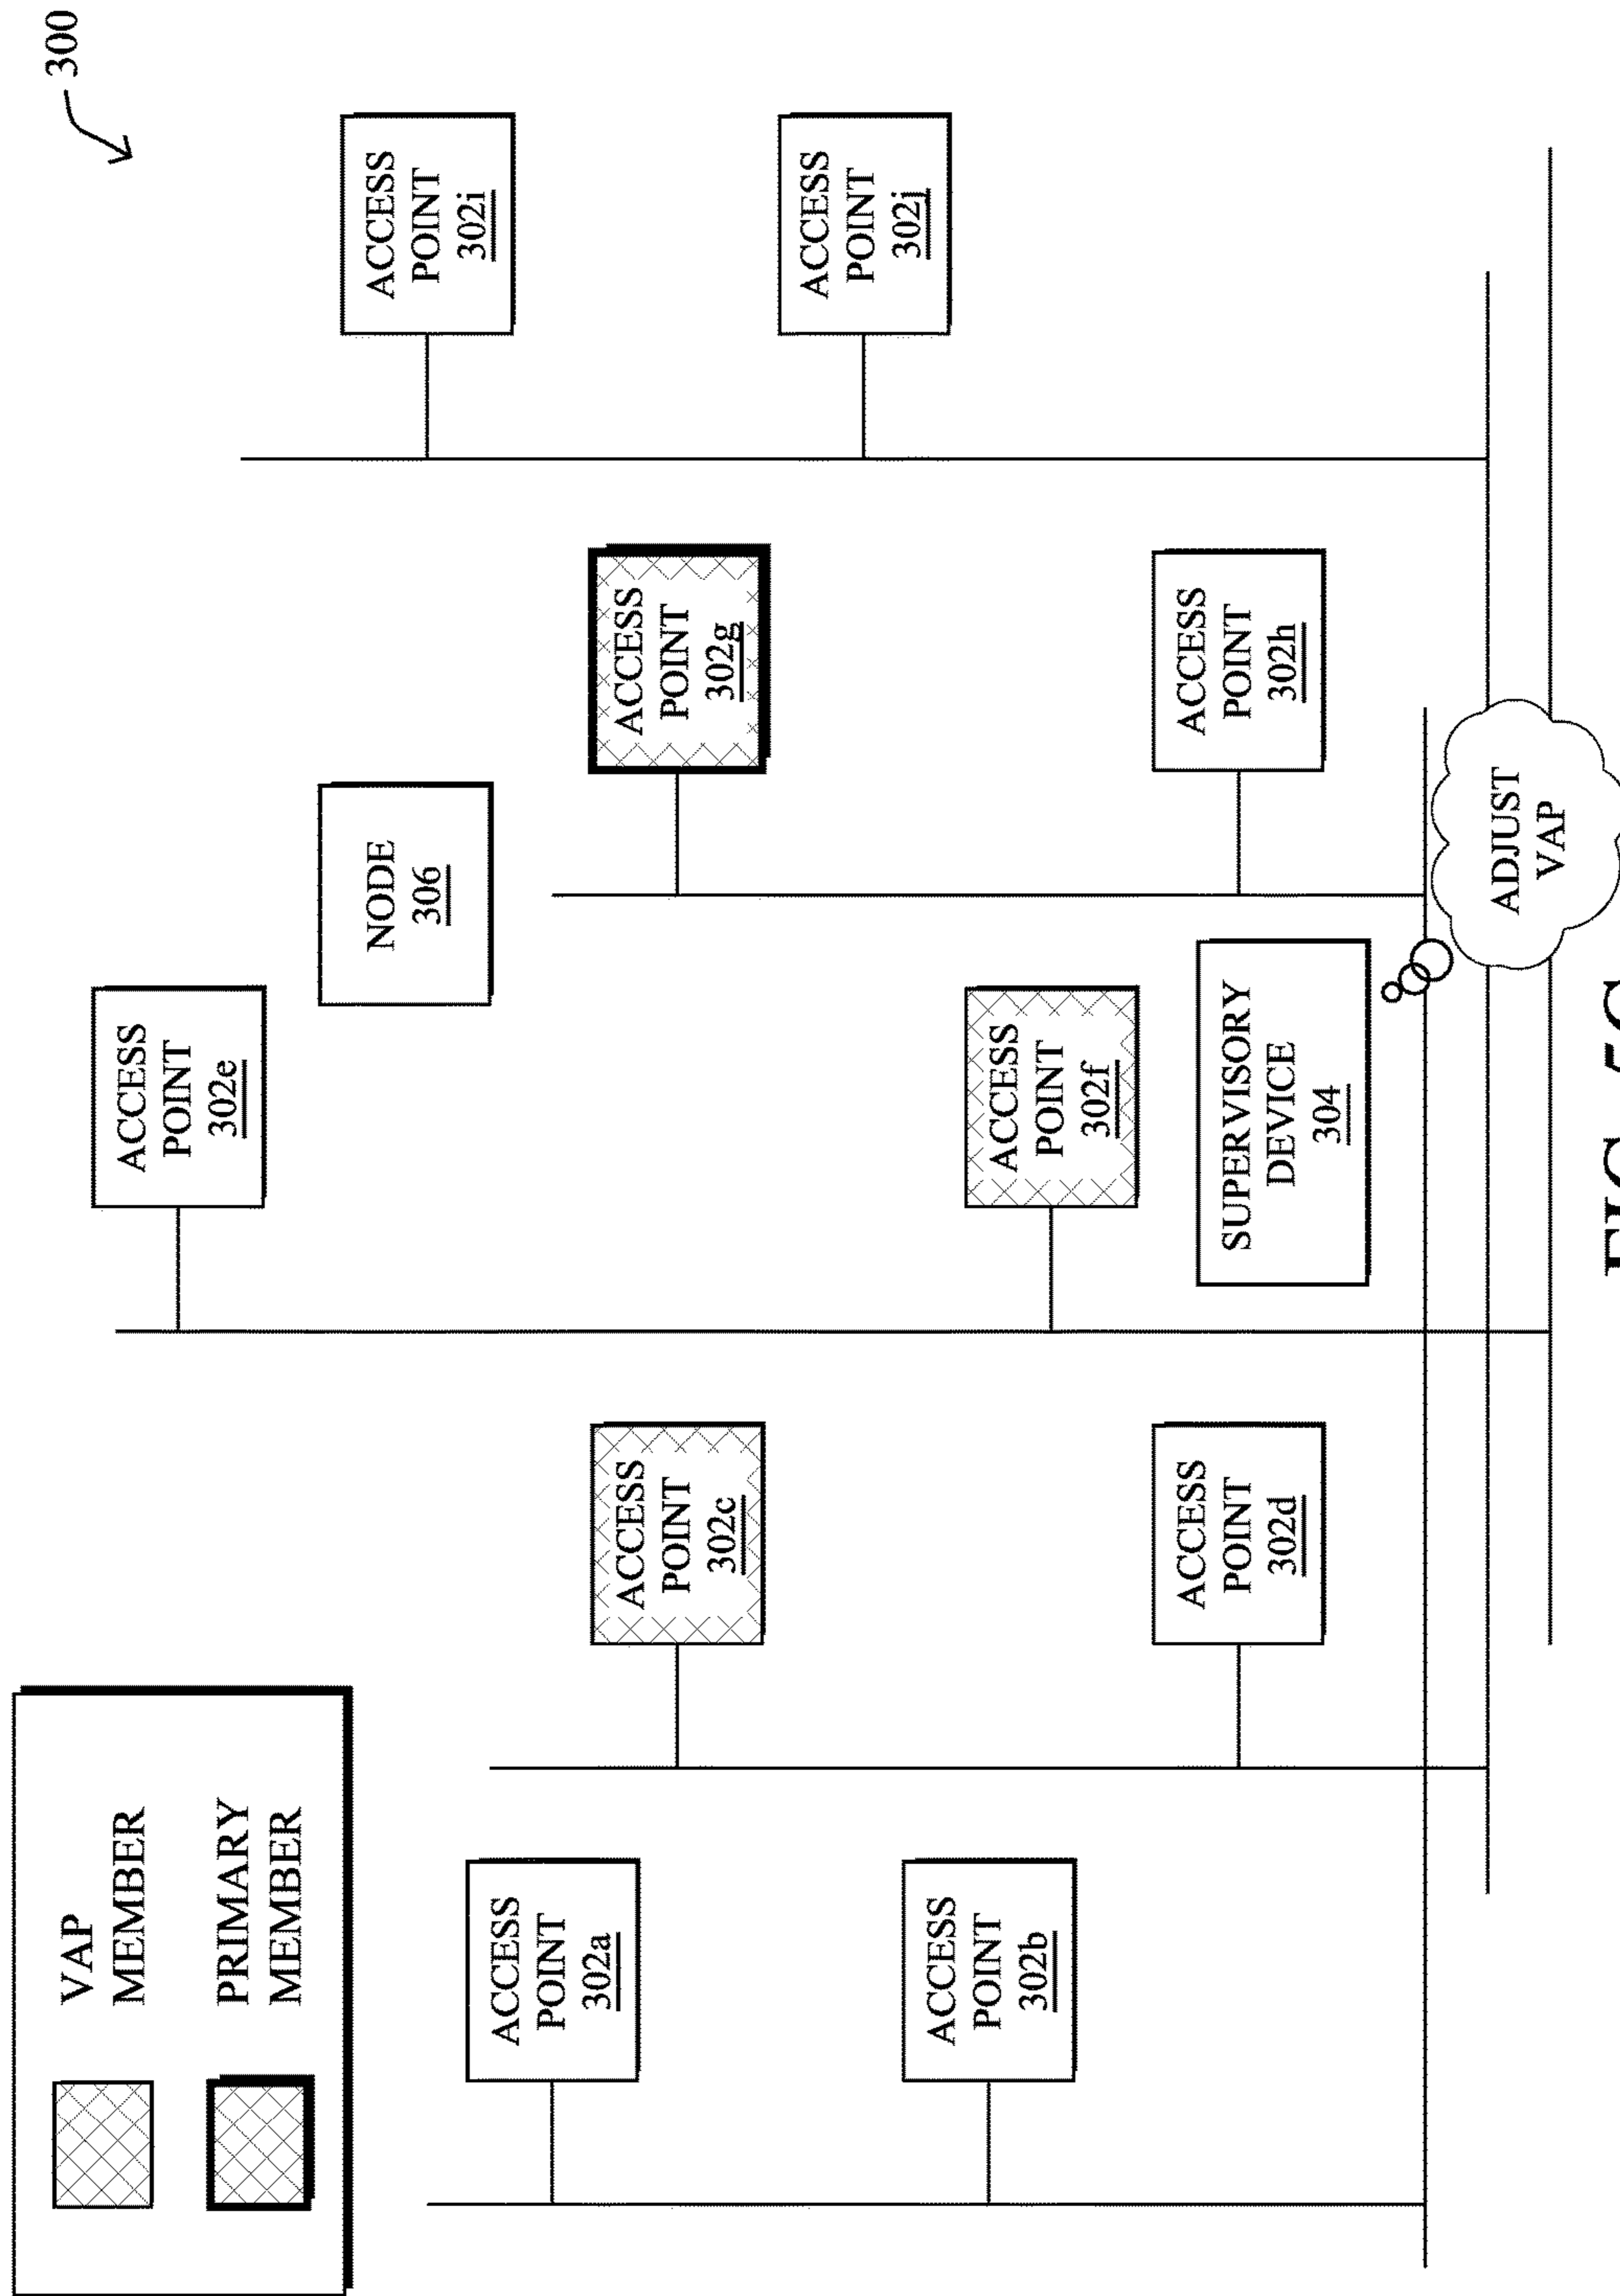 300
VAP
MEMBER
PRIMARY
MEMBER
ACCESS
POINT
302e
ACCESS
POINT
302i
NODE
306
ACCESS
POINT
302a
ACCESS
POINT
302c
ACCESS
POINT
302g
ACCESS
POINT
302j
ACCESS
POINT
302b
ACCESS
POINT
302f
ACCESS
POINT
302d
ACCESS
POINT
302h
SUPERVISORY
DEVICE
304
ADJUST
VAP
FIG.